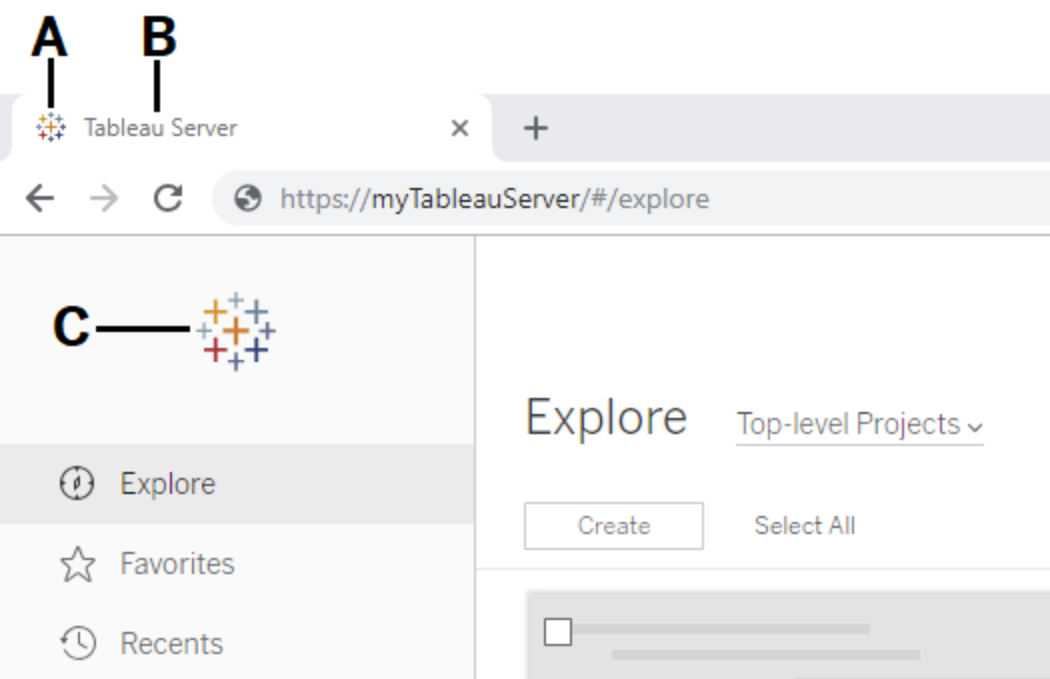 A B
Tableau Server
https://myTableauServer/#/explore
C
Explore Top-level Projects
Create Select All
Explore
Favorites
Recents